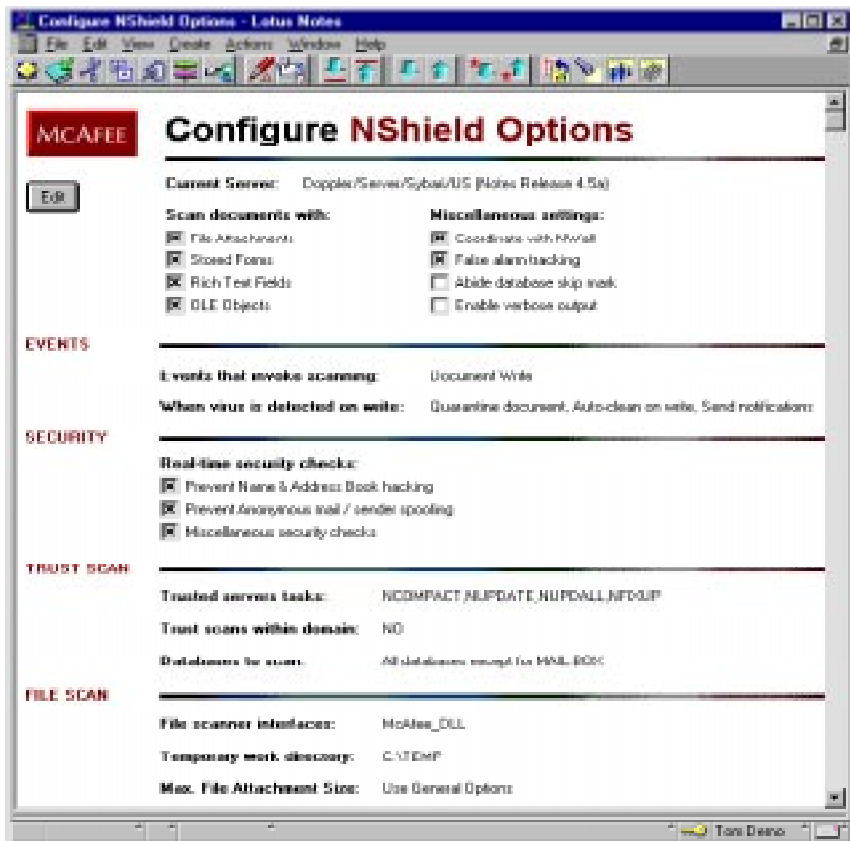 Configure NShield Options - Lotus Notes
File Edit View Create Actions Window Help
McAFEE
Configure NShield Options
Edit
Current Server: Doppler/Server/Sybari/US (Notes Release 4.5a)
Scan documents with: Miscellaneous settings:
File Attachments Coordinate with NWall
Stored Forms False alarm tracking
Rich Text Fields Abide database skip mark
OLE Objects Enable verbose output
EVENTS
Events that invoke scanning: Document Write
When virus is detected on write: Quarantine document, Auto-clean on write, Send notifications
SECURITY
Real-time security checks:
Prevent Name & Address Book hacking
Prevent Anonymous mail / sender spoofing
Miscellaneous security checks
TRUST SCAN
Trusted servers tasks: NCOMPACT,NUPDATE,NUPDALL,NFIXUP
Trust scans within domain: NO
Databases to scan: All databases except for MAIL.BOX
FILE SCAN
File scanner interfaces: McAfee_DLL
Temporary work directory: C:\TEMP
Max. File Attachment Size: Use General Options
Tom Demo